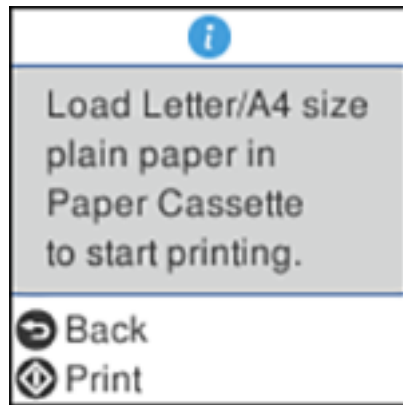 Load Letter/A4 size
plain paper in
Paper Cassette
to start printing.
Back
Print